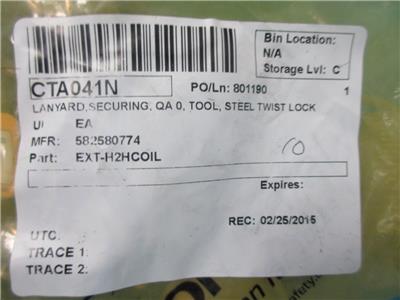 Bin Location:
N/A
Storage Lvl: C
CTA041N PO/Ln: 801190 1
LANYARD,SECURING, QA 0, TOOL, STEEL TWIST LOCK
EA
MFR: 582580774
Part: EXT-H2HCOIL
10
Expires:
REC: 02/25/2015
UTC:
TRACE 1:
TRACE 2: